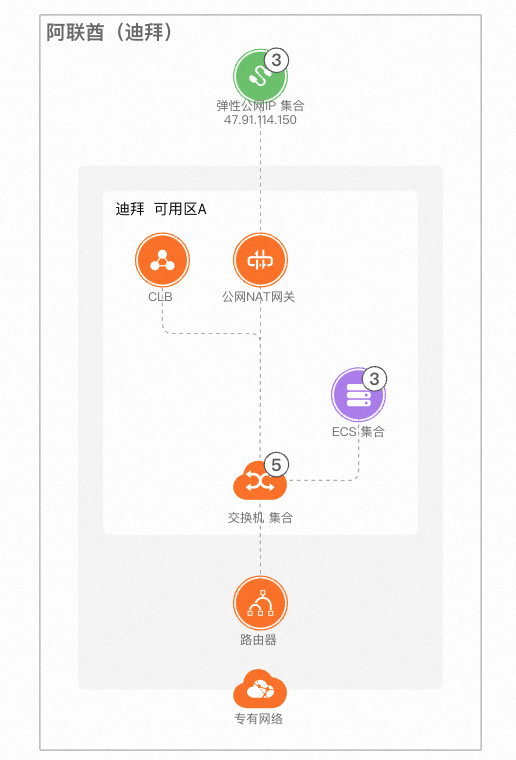 阿联酋（迪拜）
3
弹性公网IP 集合
47.91.114.150
迪拜 可用区A
CLB
公网NAT网关
3
ECS 集合
5
交换机 集合
路由器
专有网络